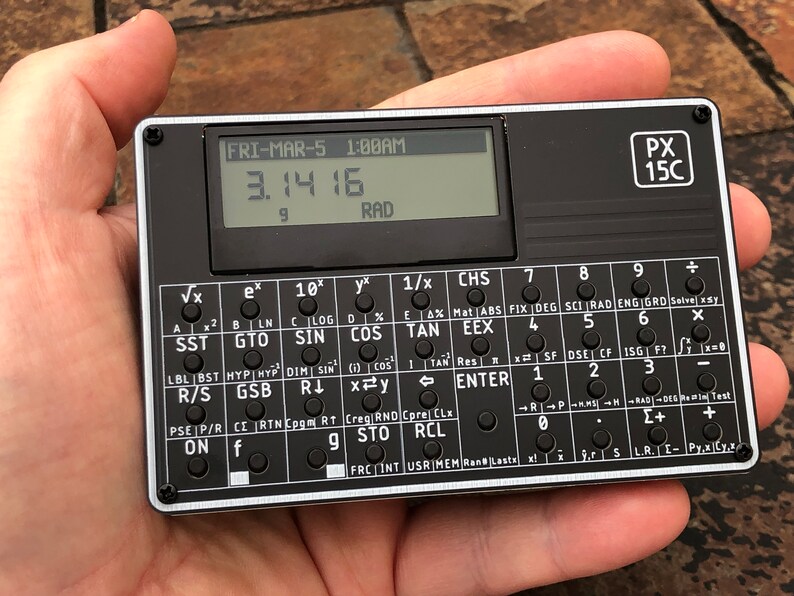 FRI-MAR-5 1:00AM
3.1416
g RAD
PX
15C
√x eˣ 10ˣ yˣ 1/x CHS 7 8 9 ÷
A x² B LN C LOG D % E Δ% Mat ABS FIX DEG SCI RAD ENG GRD Solve x≤y
SST GTO SIN COS TAN EEX 4 5 6 ×
LBL BST HYP HYP⁻¹ DIM SIN⁻¹ (i) COS⁻¹ I TAN⁻¹ Res π x⇄ SF DSE CF ISG F? ∫ˣᵧ x=0
R/S GSB R↓ x⇄y ⇦ ENTER 1 2 3 −
PSE P/R CΣ RTN Cpgm R↑ Creg RND Cpre CLx →R →P →H.MS →H →RAD →DEG Re⇄Im Test
ON f g STO RCL 0 . Σ+ +
FRC INT USR MEM Ran# Lastx x! x̄ ŷ,r S L.R. Σ− Py,x Cy,x